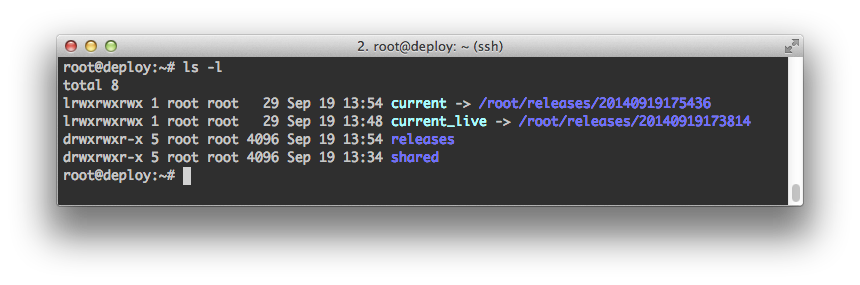 2. root@deploy: ~ (ssh)
root@deploy:~# ls -l
total 8
lrwxrwxrwx 1 root root   29 Sep 19 13:54 current -> /root/releases/20140919175436
lrwxrwxrwx 1 root root   29 Sep 19 13:48 current_live -> /root/releases/20140919173814
drwxrwxr-x 5 root root 4096 Sep 19 13:54 releases
drwxrwxr-x 5 root root 4096 Sep 19 13:34 shared
root@deploy:~#